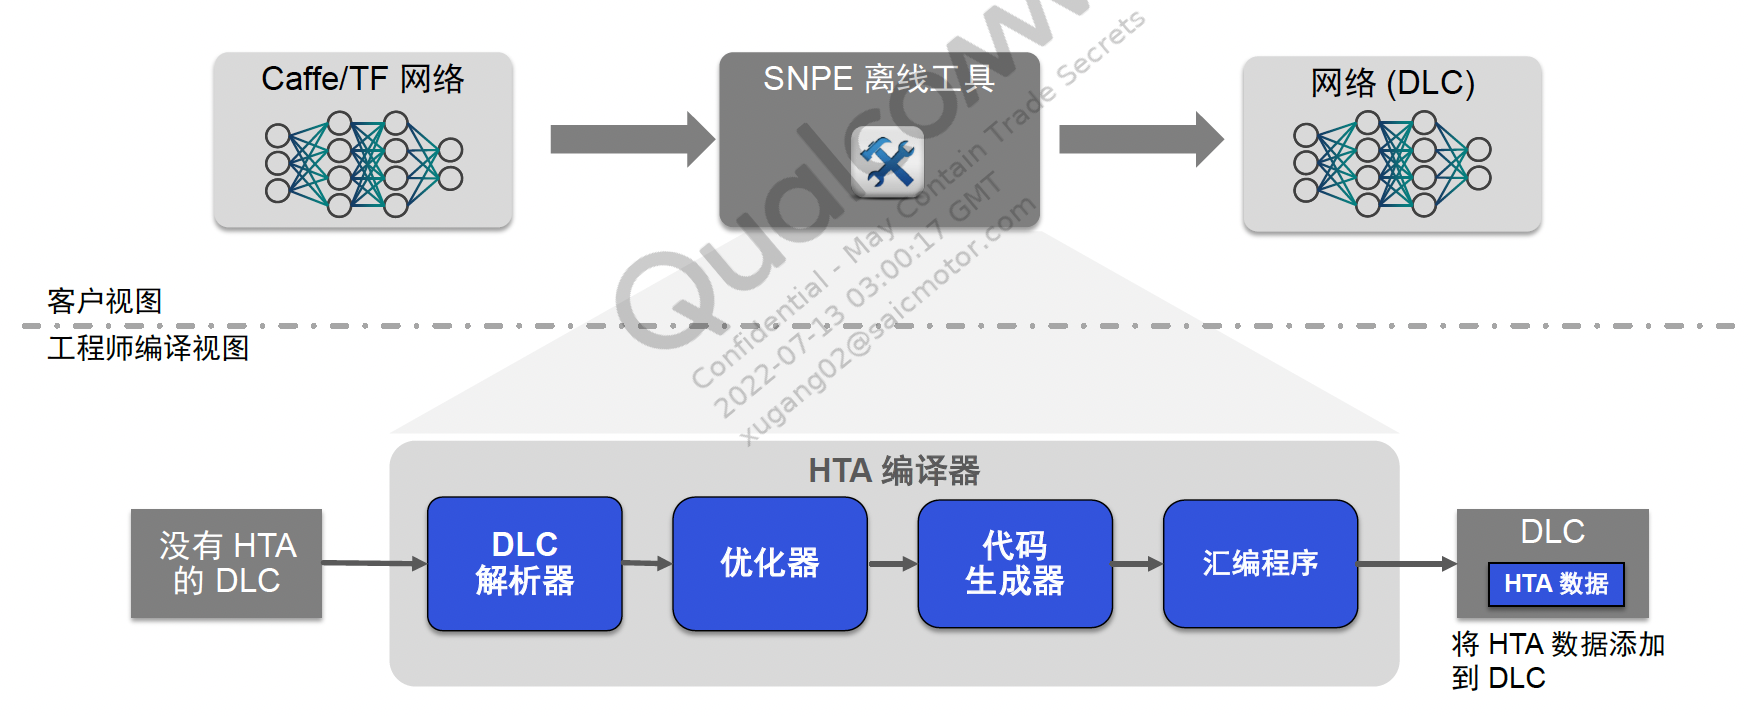 Caffe/TF 网络
SNPE 离线工具
网络 (DLC)
客户视图
工程师编译视图
HTA 编译器
没有 HTA
的 DLC
DLC
解析器
优化器
代码
生成器
汇编程序
DLC
HTA 数据
将 HTA 数据添加
到 DLC
Qualcomm
Confidential - May Contain Trade Secrets
2022-07-13 03:00:17 GMT
xugang02@saicmotor.com